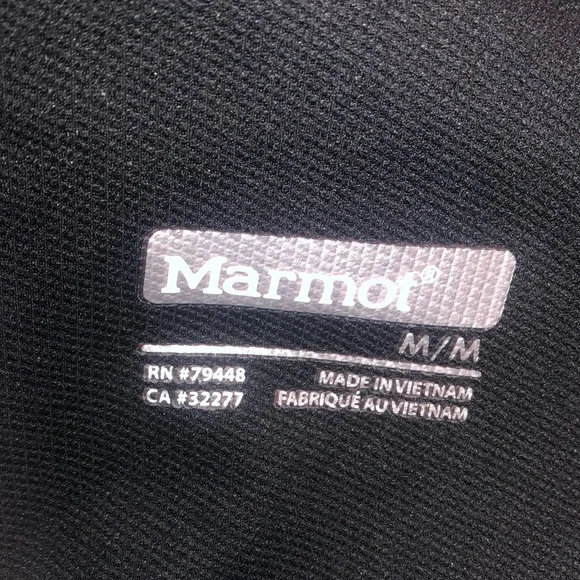 Marmot®
M/M
RN #79448
CA #32277
MADE IN VIETNAM
FABRIQUÉ AU VIETNAM